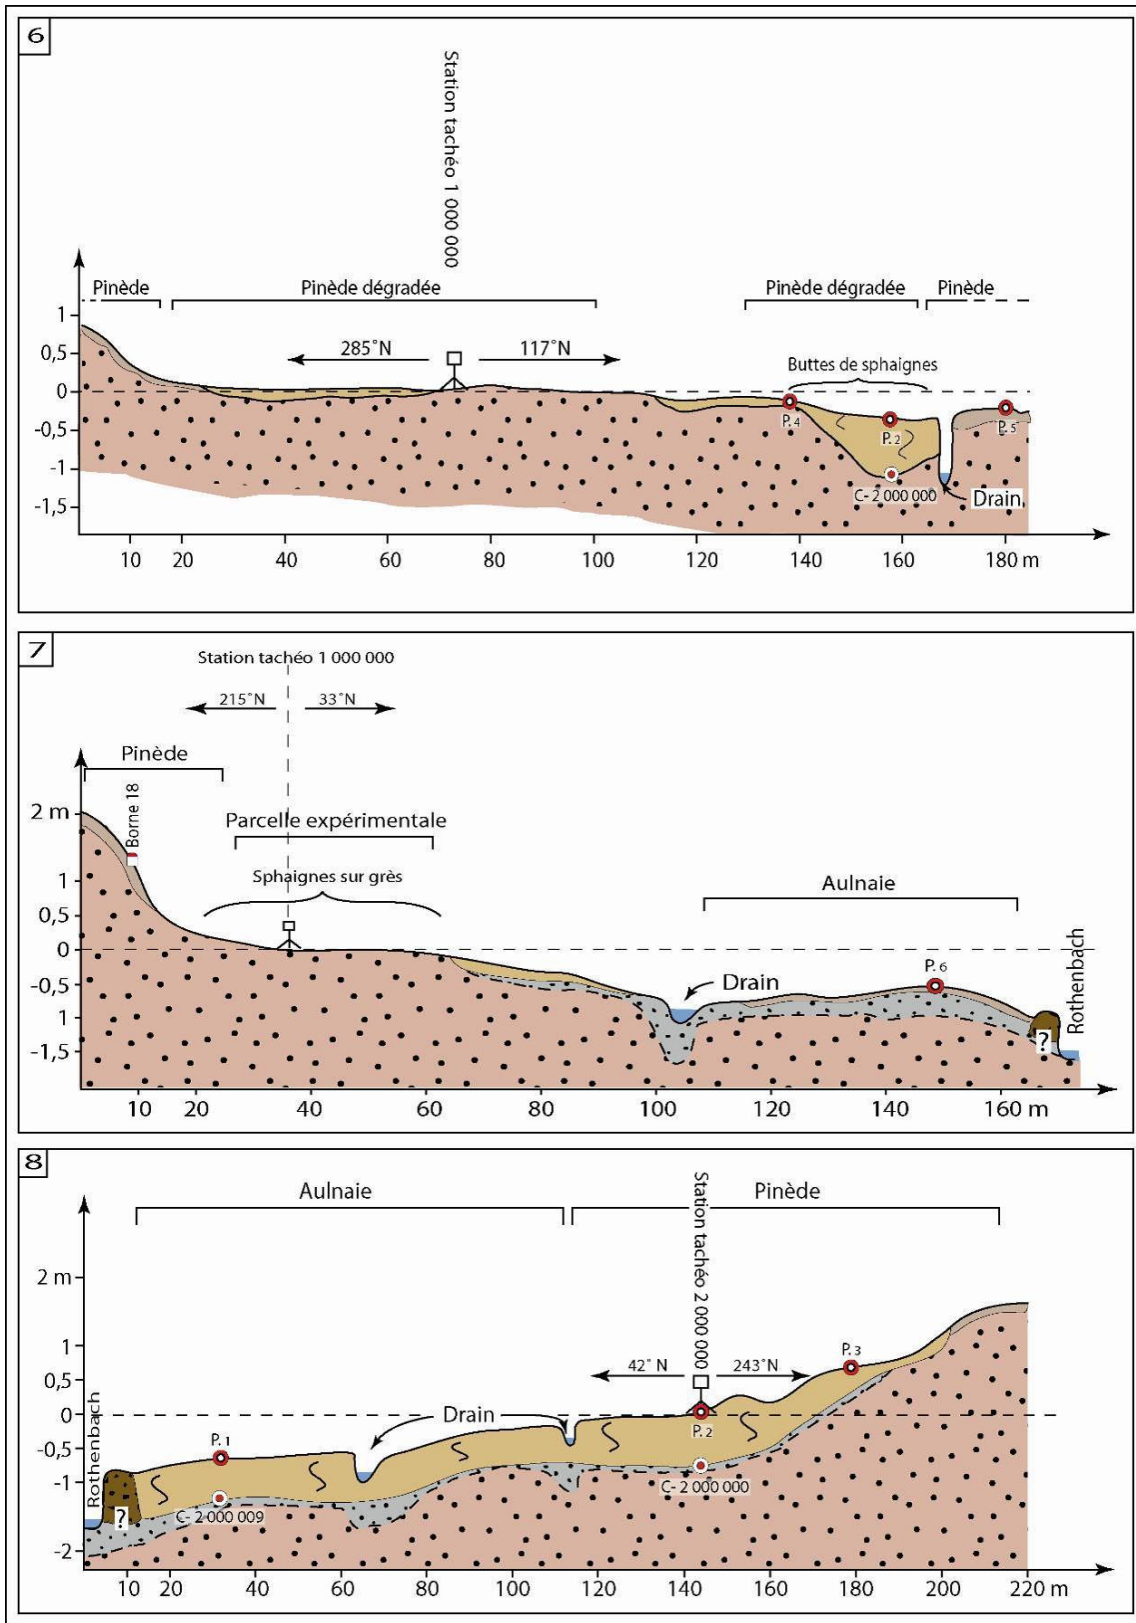 6
Station tachéo 1 000 000
Pinède
Pinède dégradée
Pinède dégradée
Pinède
1
0,5
0
-0,5
-1
-1,5
285°N
117°N
Buttes de sphaignes
P.4
P.2
P.5
C- 2 000 000
Drain
10
20
40
60
80
100
120
140
160
180 m
7
Station tachéo 1 000 000
215°N
33°N
Pinède
Borne 18
Parcelle expérimentale
Sphaignes sur grès
Aulnaie
2 m
1
0,5
0
-0,5
1
-1,5
Drain
P.6
Rothenbach
?
10
20
40
60
80
100
120
140
160 m
8
Aulnaie
Pinède
Station tachéo 2 000 000
2 m
1
0,5
0
-0,5
-1
-2
42° N
243°N
P.3
Drain
P.1
P.2
Rothenbach
?
C- 2 000 009
C- 2 000 000
10
20
40
60
80
100
120
140
160
180
200
220 m